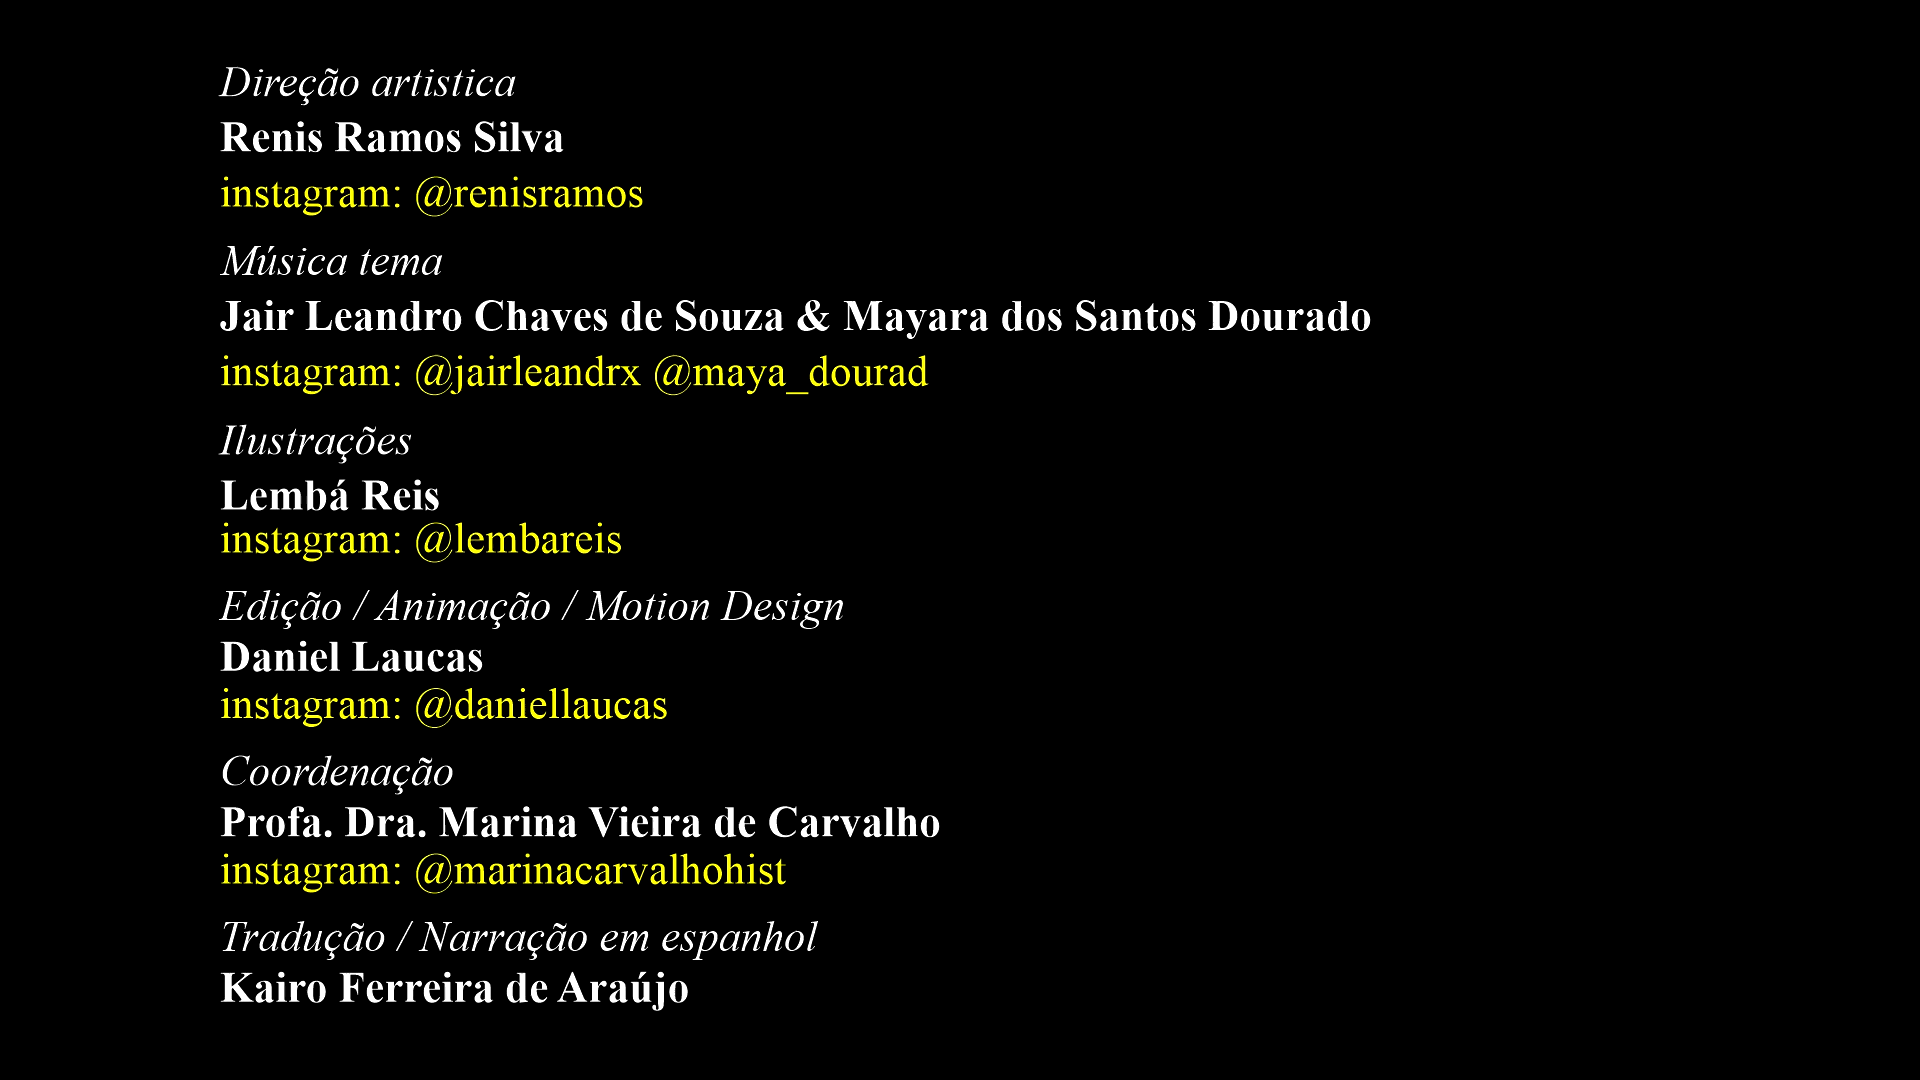 Direção artistica
Renis Ramos Silva
instagram: @renisramos
Música tema
Jair Leandro Chaves de Souza & Mayara dos Santos Dourado
instagram: @jairleandrx @maya_dourad
Ilustrações
Lembá Reis
instagram: @lembareis
Edição / Animação / Motion Design
Daniel Laucas
instagram: @daniellaucas
Coordenação
Profa. Dra. Marina Vieira de Carvalho
instagram: @marinacarvalhohist
Tradução / Narração em espanhol
Kairo Ferreira de Araújo